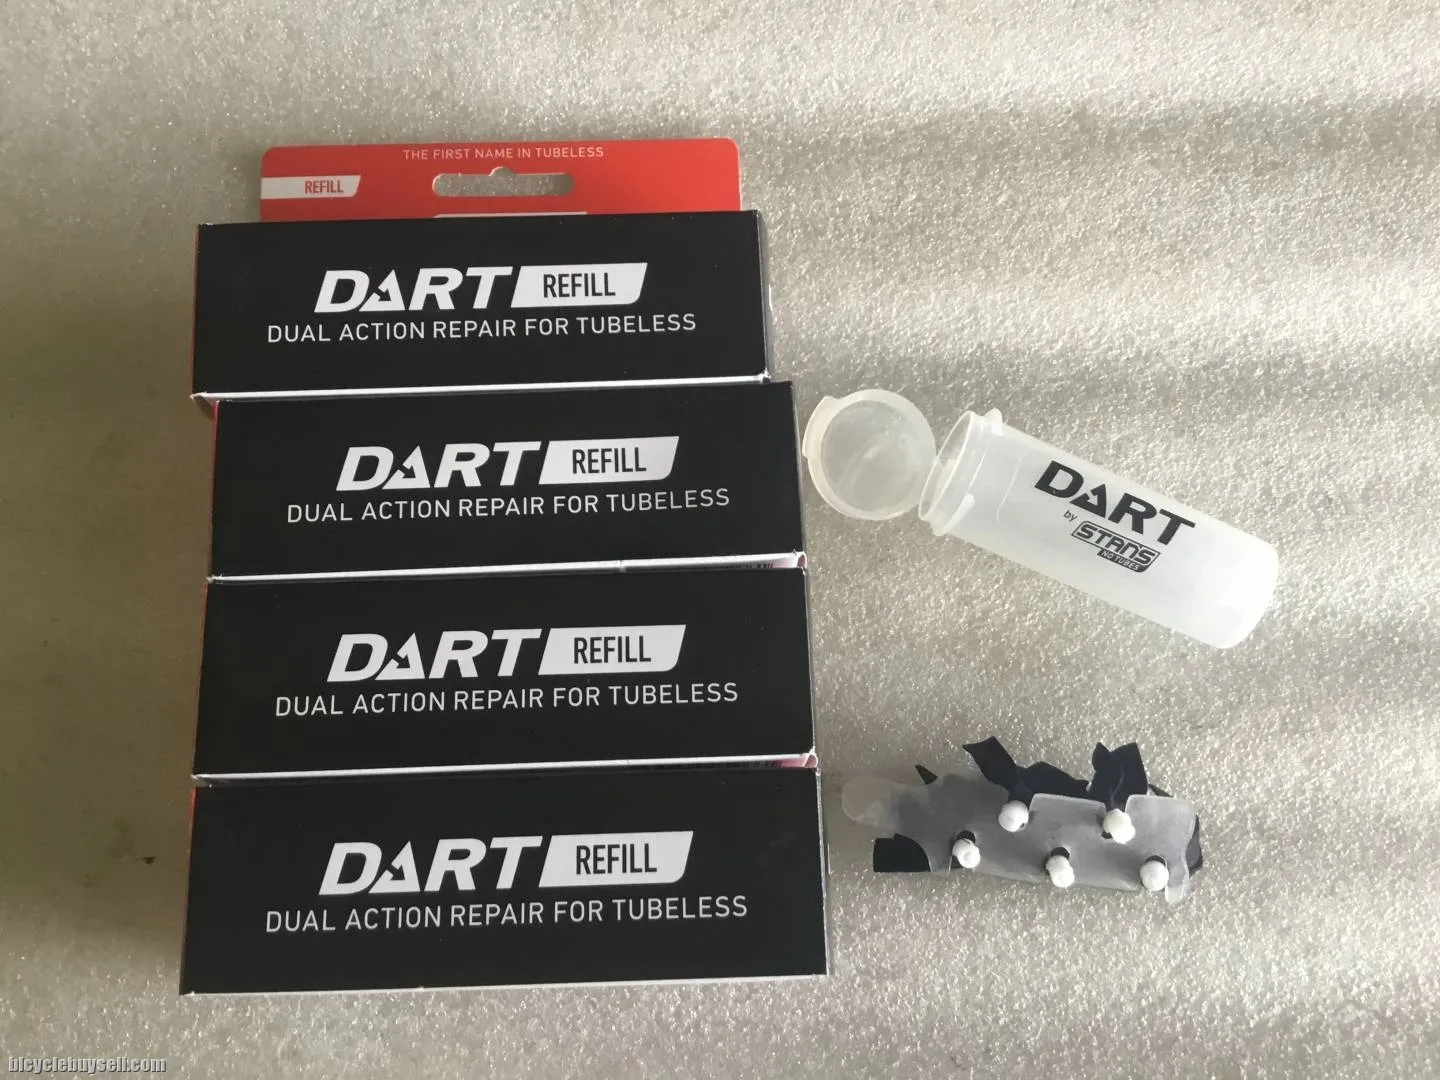 THE FIRST NAME IN TUBELESS
REFILL
DART REFILL
DUAL ACTION REPAIR FOR TUBELESS
DART REFILL
DUAL ACTION REPAIR FOR TUBELESS
DART REFILL
DUAL ACTION REPAIR FOR TUBELESS
DART REFILL
DUAL ACTION REPAIR FOR TUBELESS
DART
by STANS
NO TUBES
bicyclebuysell.com